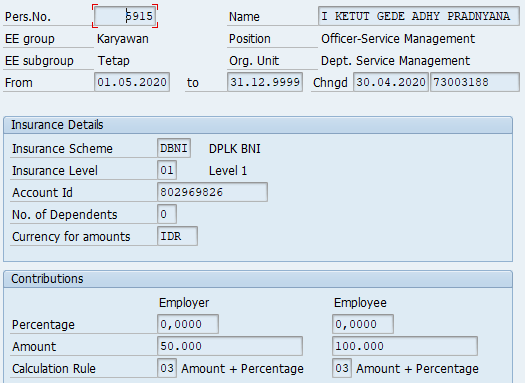 Pers.No. 5915 Name I KETUT GEDE ADHY PRADNYANA
EE group Karyawan Position Officer-Service Management
EE subgroup Tetap Org. Unit Dept. Service Management
From 01.05.2020 to 31.12.9999 Chngd 30.04.2020 73003188
Insurance Details
Insurance Scheme DBNI DPLK BNI
Insurance Level 01 Level 1
Account Id 802969826
No. of Dependents 0
Currency for amounts IDR
Contributions
Employer Employee
Percentage 0,0000 0,0000
Amount 50.000 100.000
Calculation Rule 03 Amount + Percentage 03 Amount + Percentage